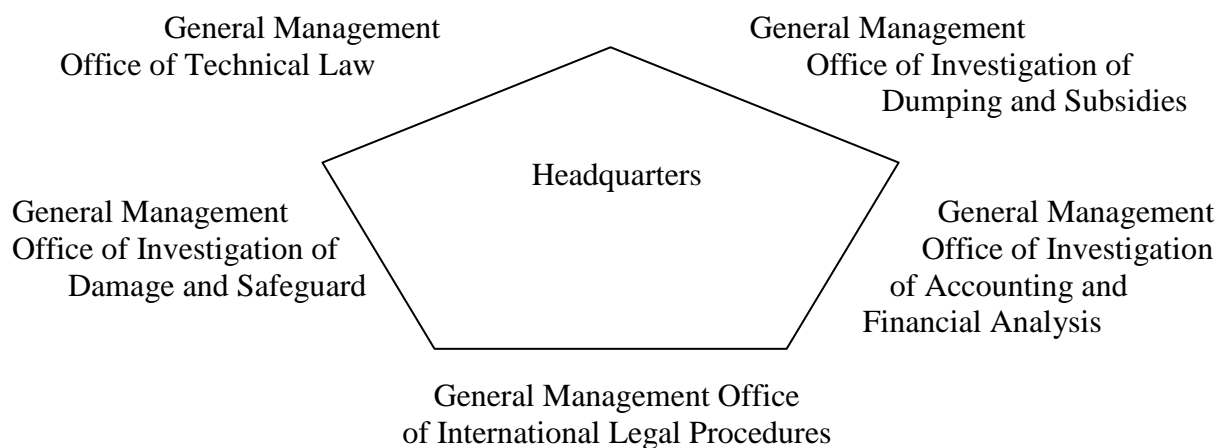 General Management
Office of Technical Law
General Management
Office of Investigation of
Dumping and Subsidies
Headquarters
General Management
Office of Investigation of
Damage and Safeguard
General Management
Office of Investigation
of Accounting and
Financial Analysis
General Management Office
of International Legal Procedures